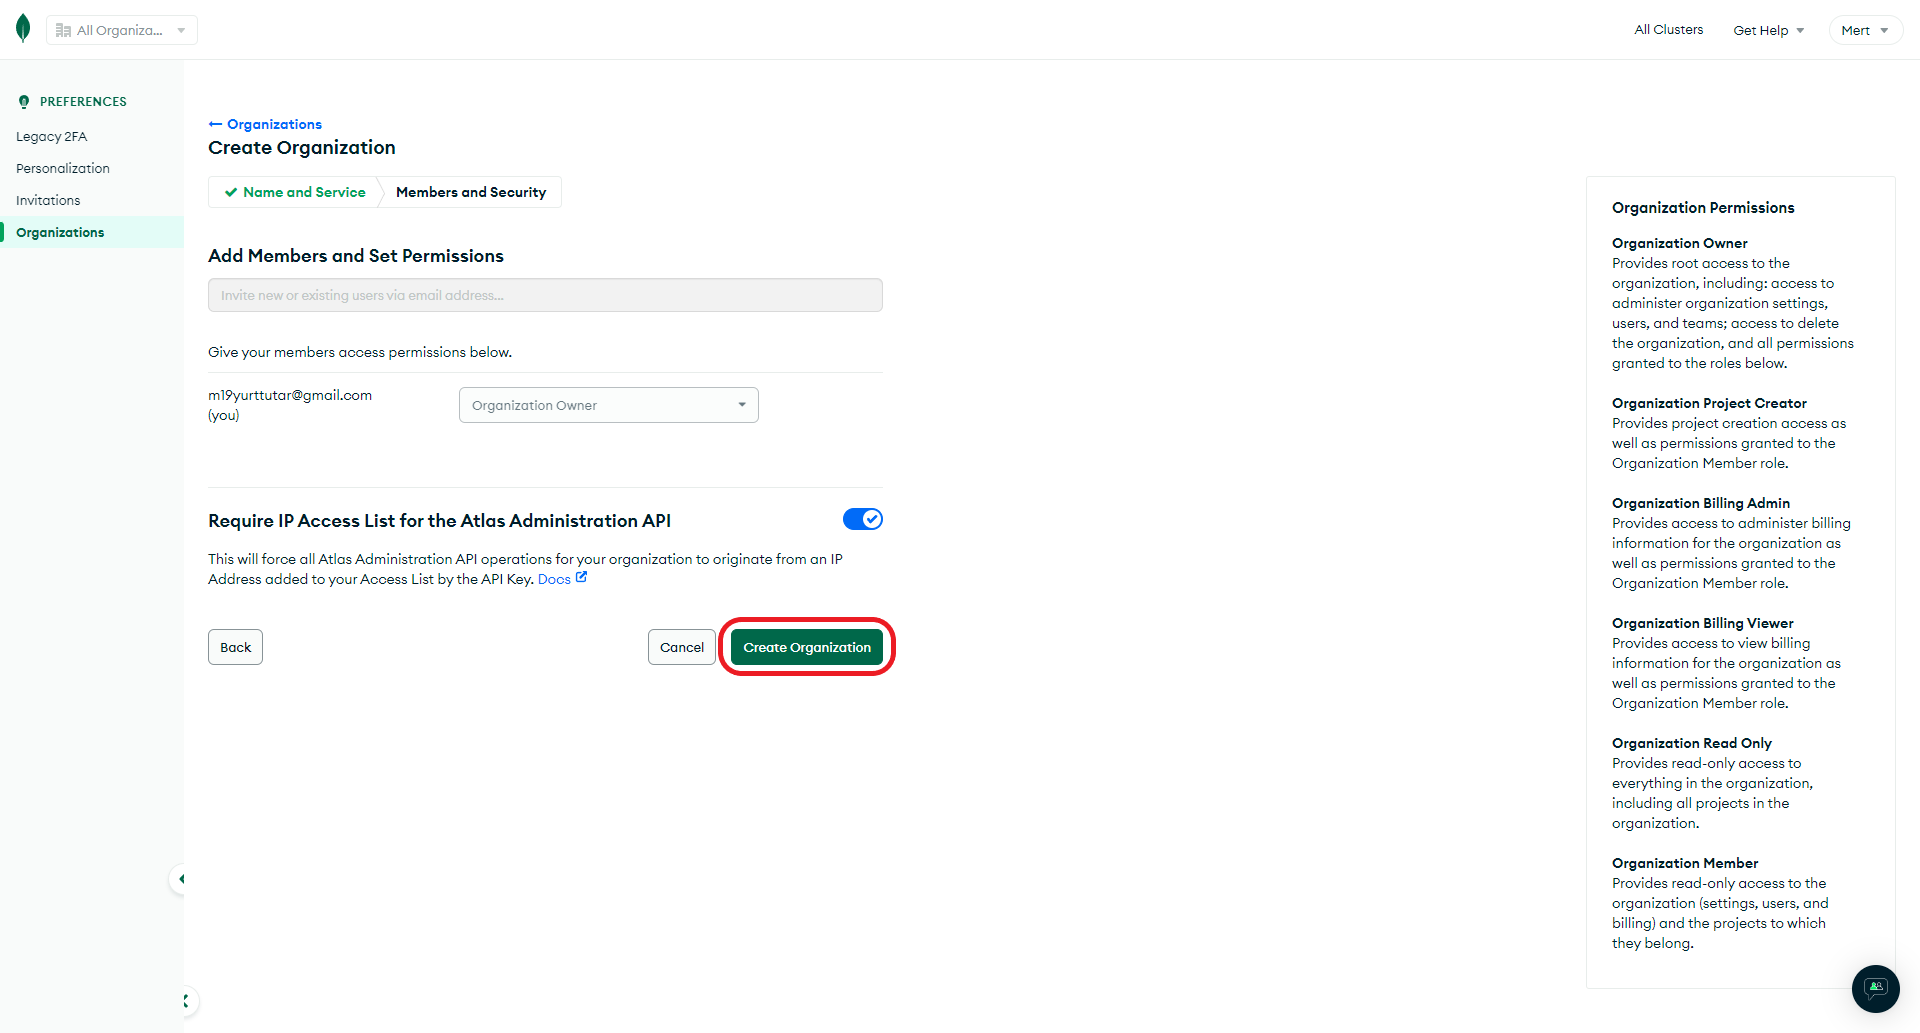 All Organiza...
All Clusters
Get Help
Mert
PREFERENCES
Legacy 2FA
Personalization
Invitations
Organizations
← Organizations
Create Organization
Name and Service
Members and Security
Add Members and Set Permissions
Invite new or existing users via email address...
Give your members access permissions below.
m19yurttutar@gmail.com
(you)
Organization Owner
Require IP Access List for the Atlas Administration API
This will force all Atlas Administration API operations for your organization to originate from an IP
Address added to your Access List by the API Key. Docs
Back
Cancel
Create Organization
Organization Permissions
Organization Owner
Provides root access to the
organization, including: access to
administer organization settings,
users, and teams; access to delete
the organization, and all permissions
granted to the roles below.
Organization Project Creator
Provides project creation access as
well as permissions granted to the
Organization Member role.
Organization Billing Admin
Provides access to administer billing
information for the organization as
well as permissions granted to the
Organization Member role.
Organization Billing Viewer
Provides access to view billing
information for the organization as
well as permissions granted to the
Organization Member role.
Organization Read Only
Provides read-only access to
everything in the organization,
including all projects in the
organization.
Organization Member
Provides read-only access to the
organization (settings, users, and
billing) and the projects to which
they belong.